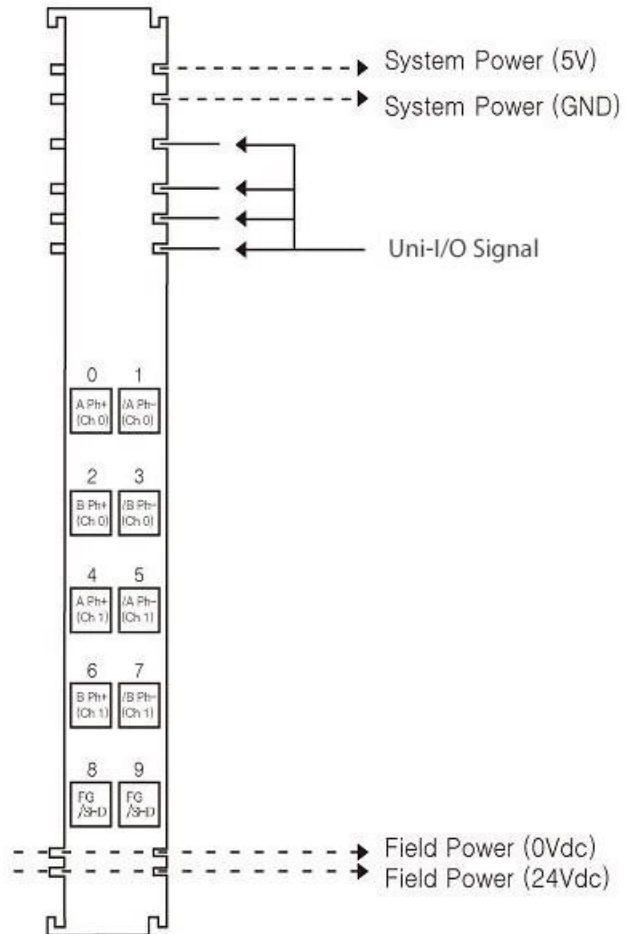 System Power (5V)
System Power (GND)
Uni-I/O Signal
0 1
A Ph+ /A Ph-
(Ch 0) (Ch 0)
2 3
B Ph+ /B Ph-
(Ch 0) (Ch 0)
4 5
A Ph+ /A Ph-
(Ch 1) (Ch 1)
6 7
B Ph+ /B Ph-
(Ch 1) (Ch 1)
8 9
FG FG
/SHD /SHD
Field Power (0Vdc)
Field Power (24Vdc)